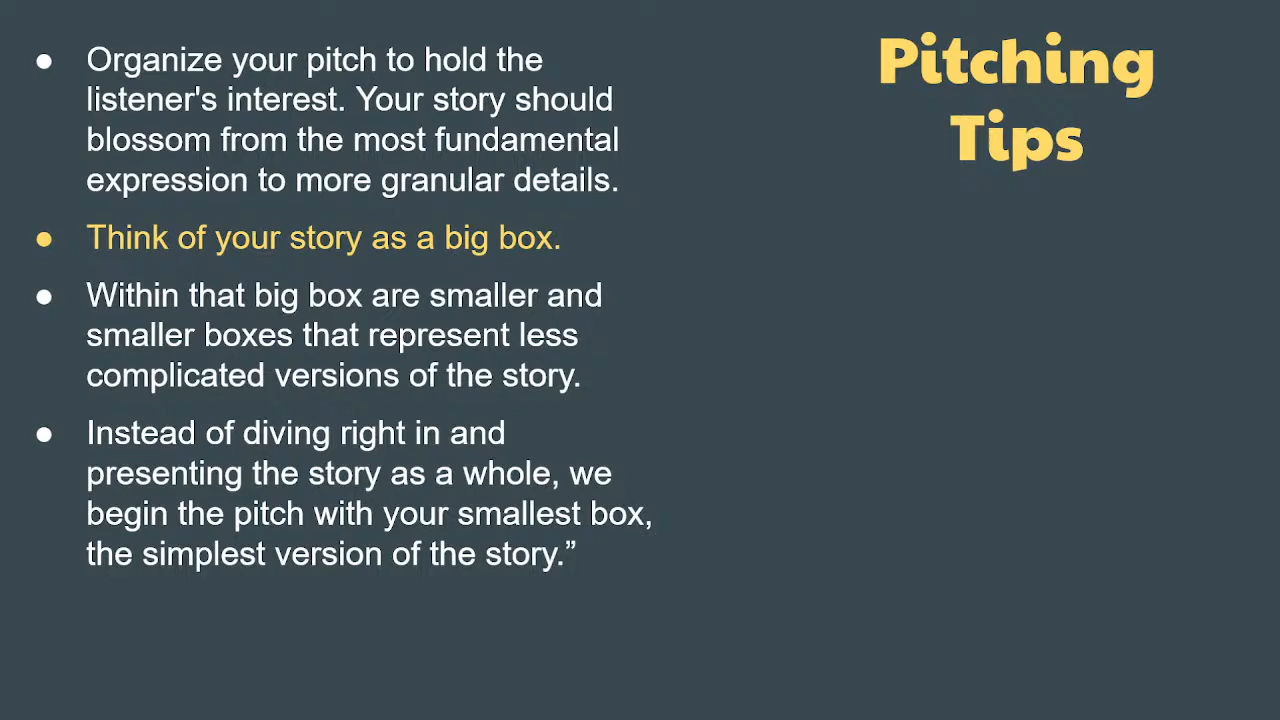 ● Organize your pitch to hold the
listener's interest. Your story should
blossom from the most fundamental
expression to more granular details.
● Think of your story as a big box.
● Within that big box are smaller and
smaller boxes that represent less
complicated versions of the story.
● Instead of diving right in and
presenting the story as a whole, we
begin the pitch with your smallest box,
the simplest version of the story.”
Pitching
Tips